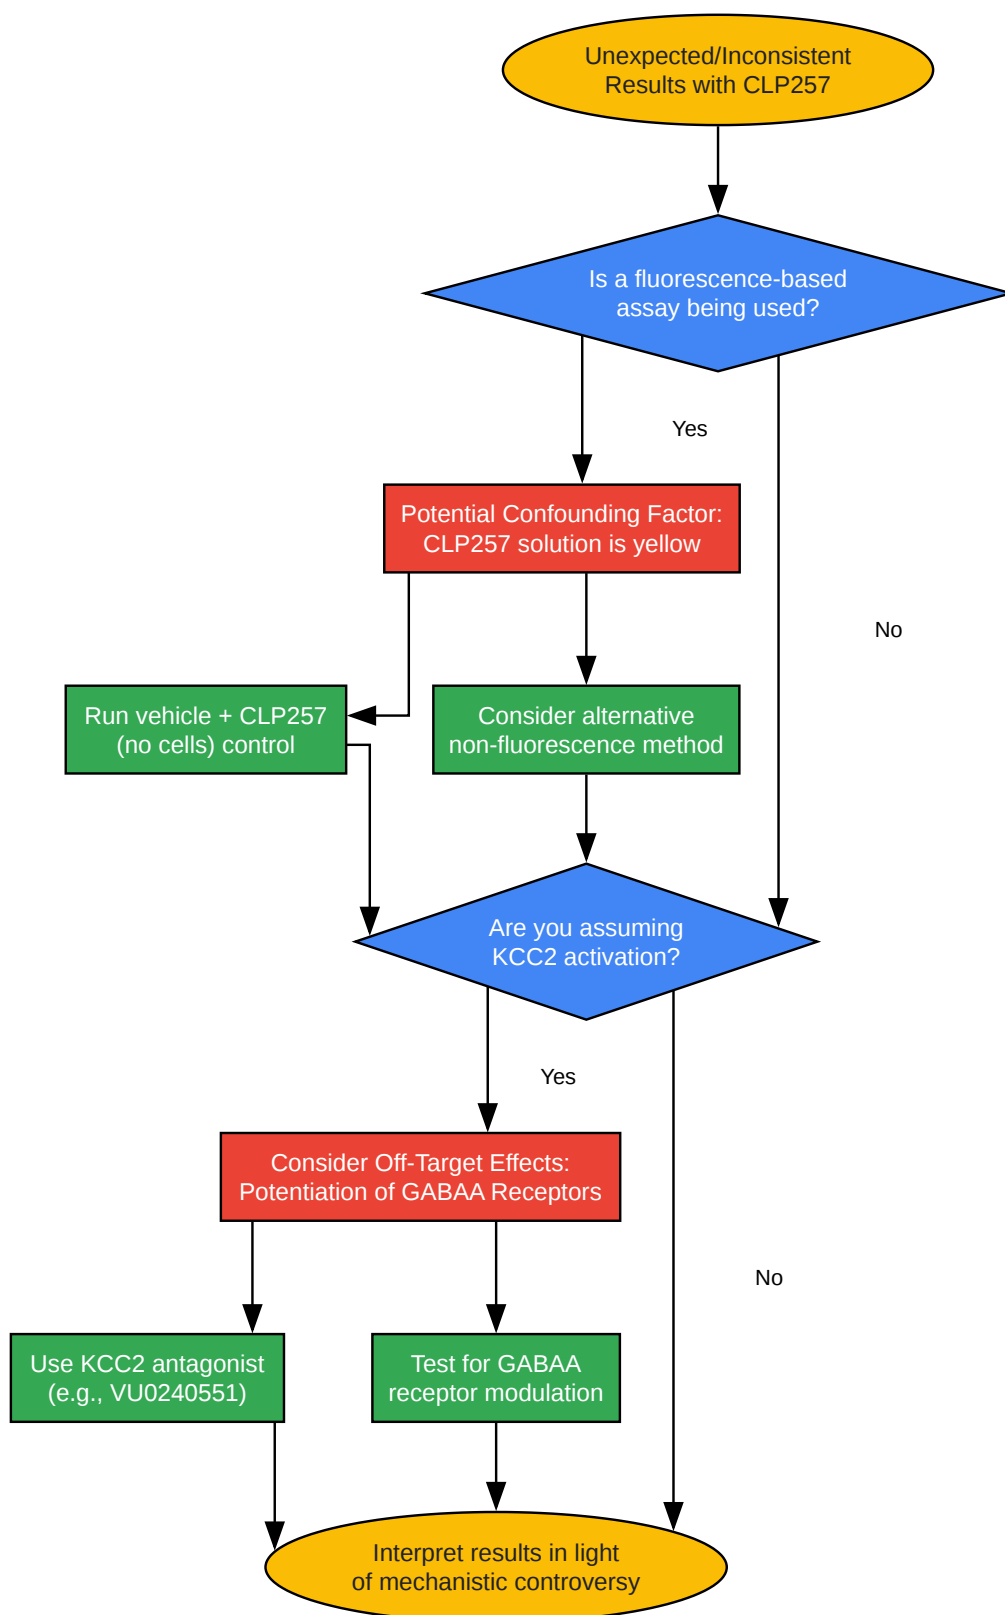 Unexpected/Inconsistent
Results with CLP257
Is a fluorescence-based
assay being used?
Yes
Potential Confounding Factor:
CLP257 solution is yellow
No
Run vehicle + CLP257
(no cells) control
Consider alternative
non-fluorescence method
Are you assuming
KCC2 activation?
Yes
Consider Off-Target Effects:
Potentiation of GABAA Receptors
No
Use KCC2 antagonist
(e.g., VU0240551)
Test for GABAA
receptor modulation
Interpret results in light
of mechanistic controversy